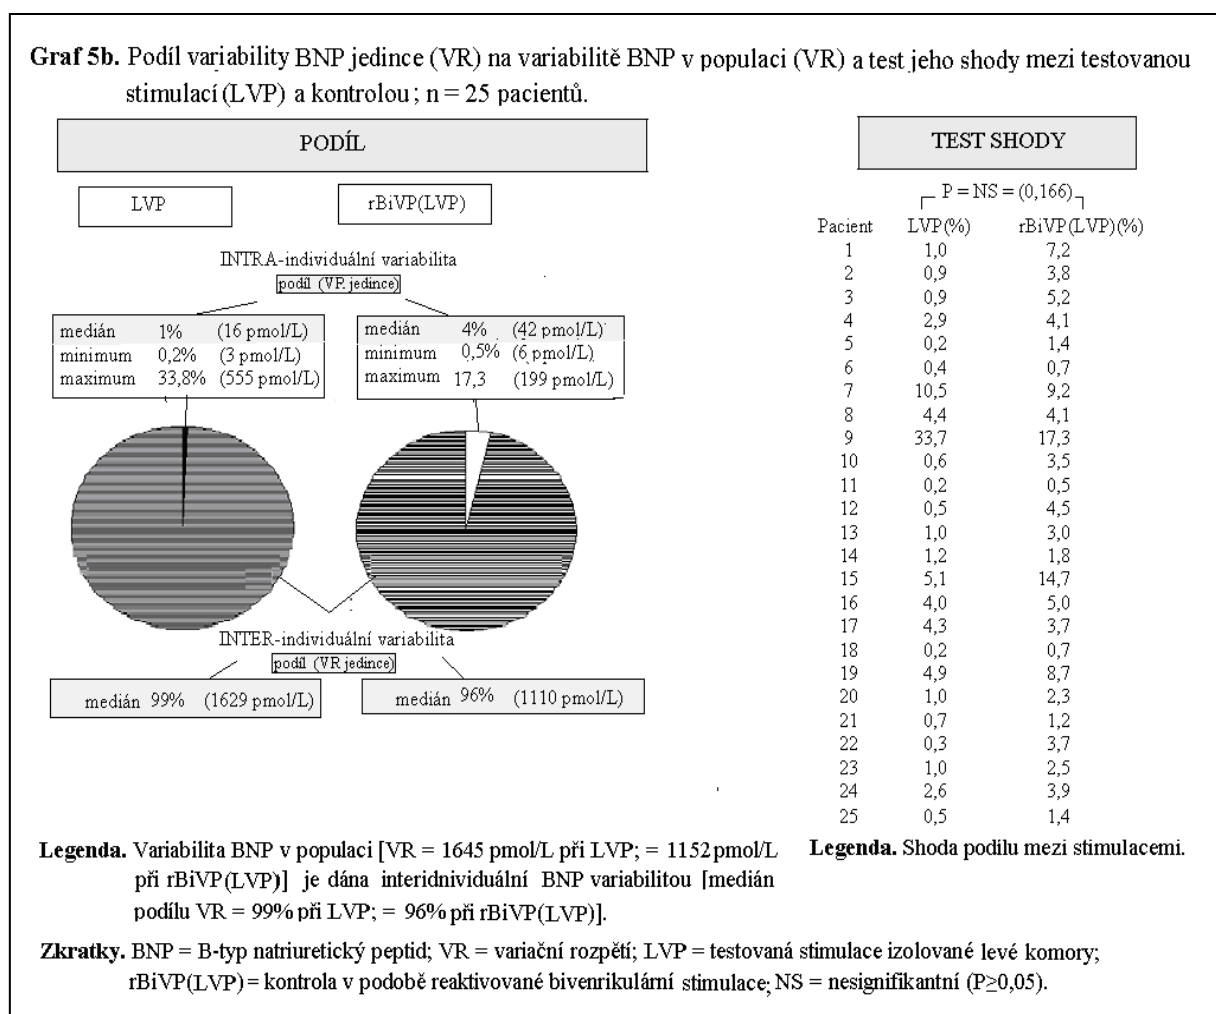 Graf 5b. Podíl variability BNP jedince (VR) na variabilitě BNP v populaci (VR) a test jeho shody mezi testovanou
stimulací (LVP) a kontrolou; n = 25 pacientů.
PODÍL
LVP
rBiVP(LVP)
INTRA-individuální variabilita
podíl (VR jedince)
medián 1% (16 pmol/L)
minimum 0,2% (3 pmol/L)
maximum 33,8% (555 pmol/L)
medián 4% (42 pmol/L)
minimum 0,5% (6 pmol/L)
maximum 17,3 (199 pmol/L)
INTER-individuální variabilita
podíl (VR jedince)
medián 99% (1629 pmol/L)
medián 96% (1110 pmol/L)
TEST SHODY
P = NS = (0,166)
Pacient LVP(%) rBiVP(LVP)(%)
1 1,0 7,2
2 0,9 3,8
3 0,9 5,2
4 2,9 4,1
5 0,2 1,4
6 0,4 0,7
7 10,5 9,2
8 4,4 4,1
9 33,7 17,3
10 0,6 3,5
11 0,2 0,5
12 0,5 4,5
13 1,0 3,0
14 1,2 1,8
15 5,1 14,7
16 4,0 5,0
17 4,3 3,7
18 0,2 0,7
19 4,9 8,7
20 1,0 2,3
21 0,7 1,2
22 0,3 3,7
23 1,0 2,5
24 2,6 3,9
25 0,5 1,4
Legenda. Variabilita BNP v populaci [VR = 1645 pmol/L při LVP; = 1152 pmol/L
při rBiVP(LVP)] je dána interidnividuální BNP variabilitou [medián
podílu VR = 99% při LVP; = 96% při rBiVP(LVP)].
Legenda. Shoda podílu mezi stimulacemi.
Zkratky. BNP = B-typ natriuretický peptid; VR = variační rozpětí; LVP = testovaná stimulace izolované levé komory;
rBiVP(LVP) = kontrola v podobě reaktivované bivenrikulární stimulace; NS = nesignifikantní (P≥0,05).